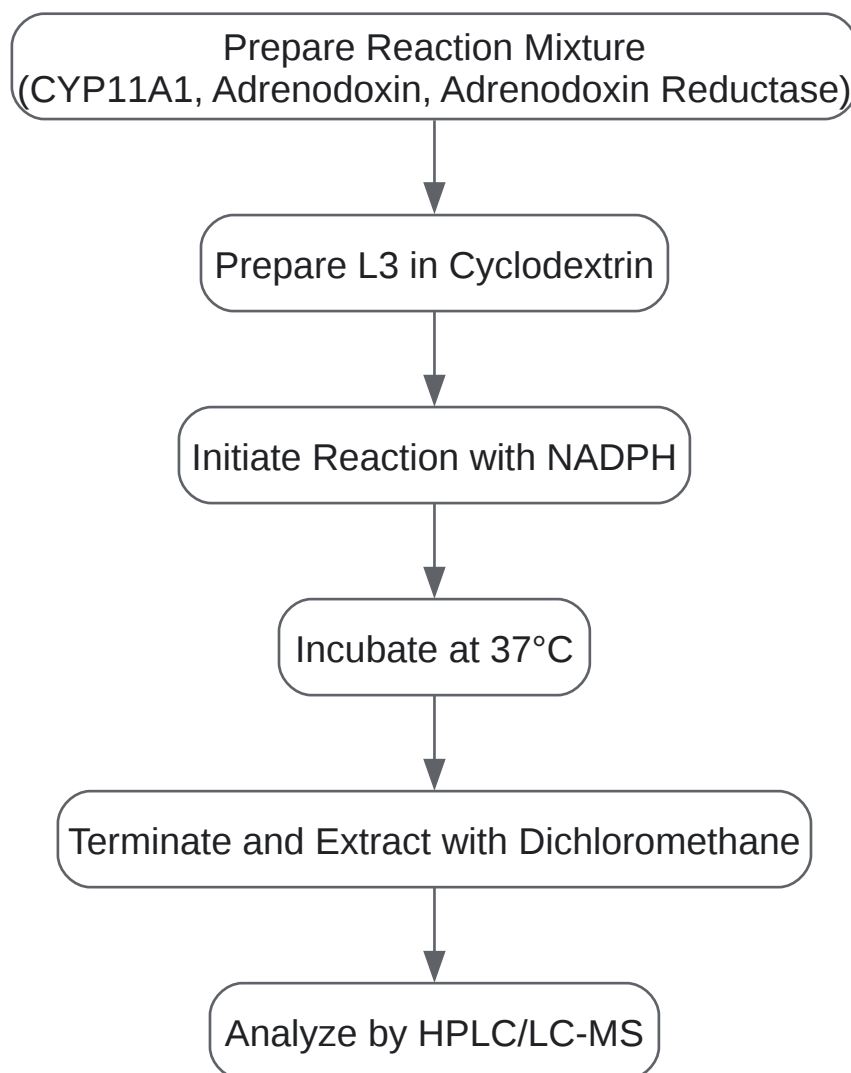 Prepare Reaction Mixture
(CYP11A1, Adrenodoxin, Adrenodoxin Reductase)
Prepare L3 in Cyclodextrin
Initiate Reaction with NADPH
Incubate at 37°C
Terminate and Extract with Dichloromethane
Analyze by HPLC/LC-MS